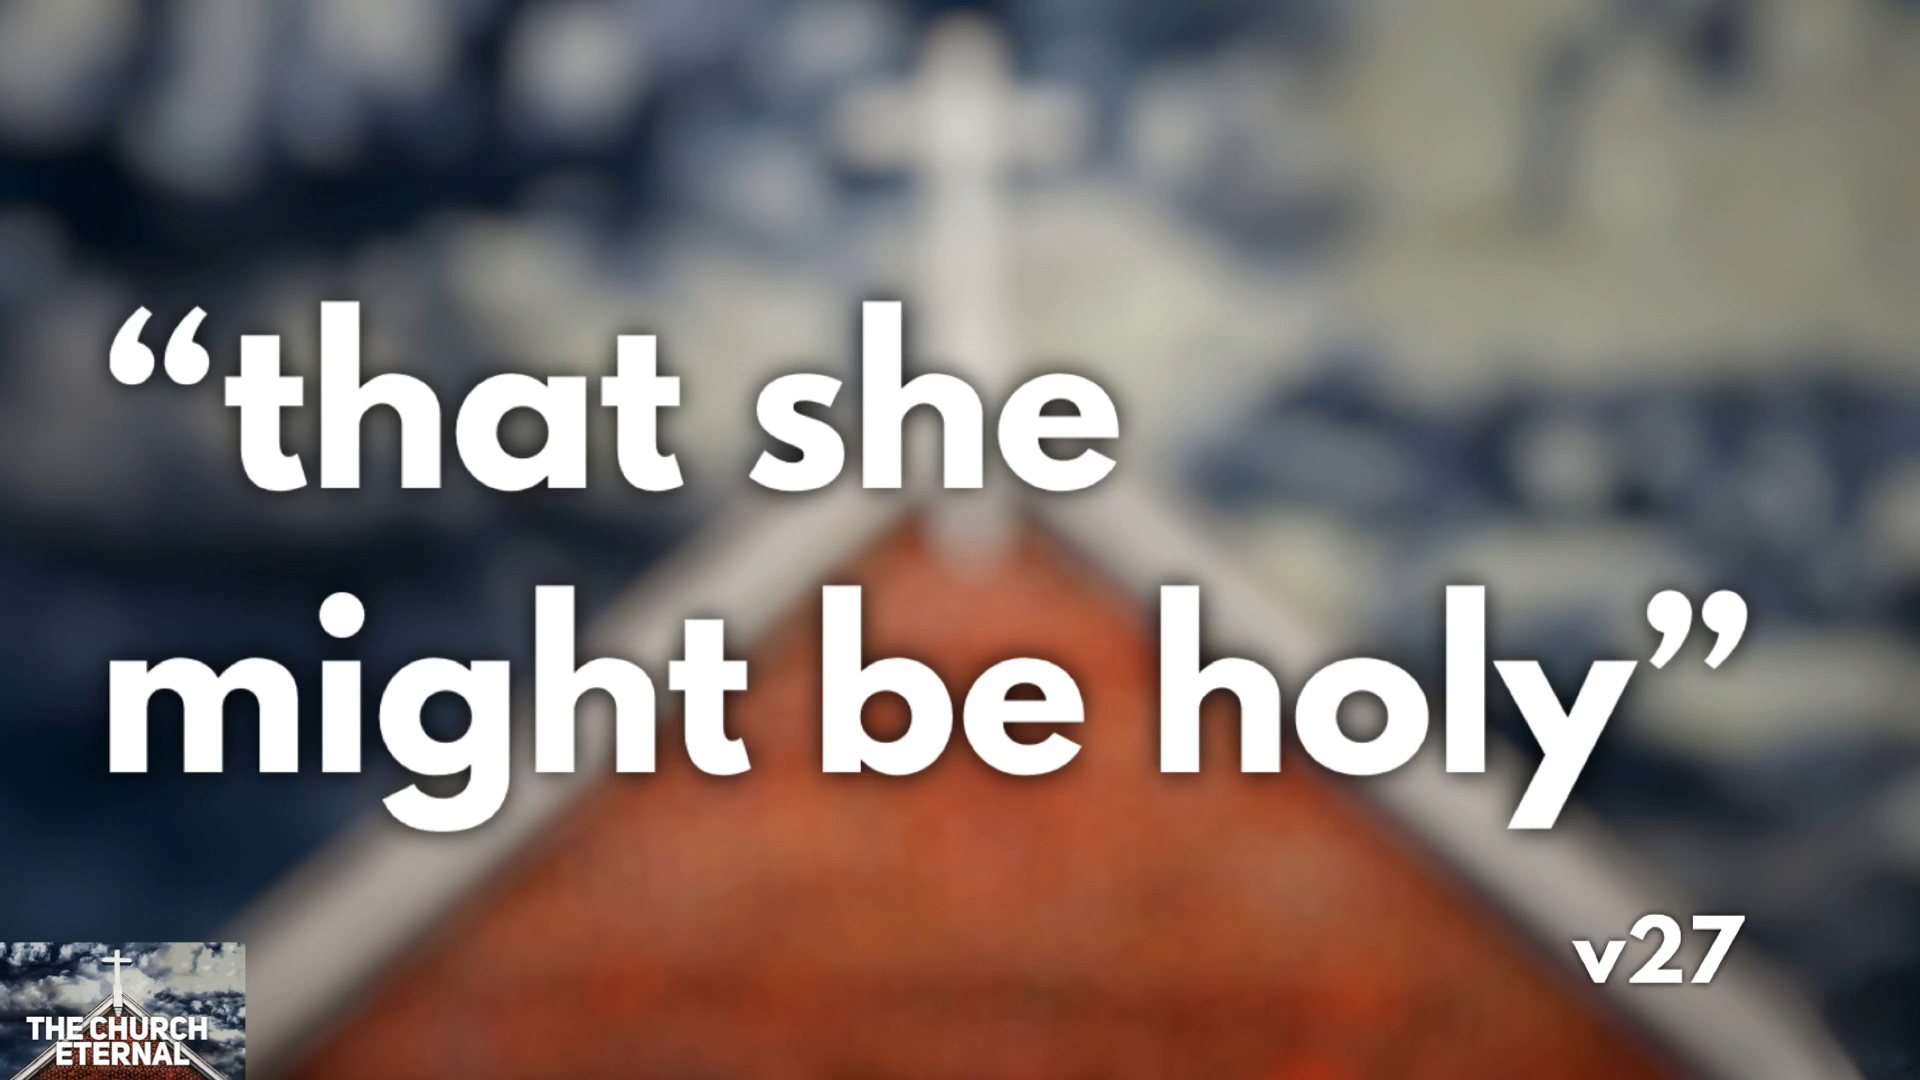 “that she
might be holy”
v27
THE CHURCH
ETERNAL